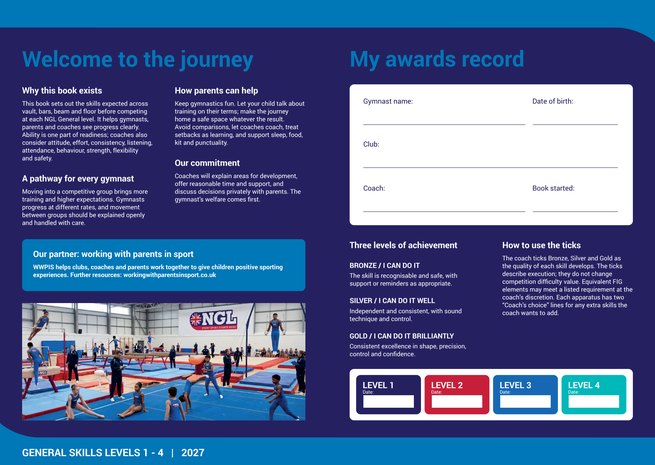 Welcome to the journey
Why this book exists
This book sets out the skills expected across
vault, bars, beam and floor before competing
at each NGL General level. It helps gymnasts,
parents and coaches see progress clearly.
Ability is one part of readiness; coaches also
consider attitude, effort, consistency, listening,
attendance, behaviour, strength, flexibility
and safety.
A pathway for every gymnast
Moving into a competitive group brings more
training and higher expectations. Gymnasts
progress at different rates, and movement
between groups should be explained openly
and handled with care.
How parents can help
Keep gymnastics fun. Let your child talk about
training on their terms; make the journey
home a safe space whatever the result.
Avoid comparisons, let coaches coach, treat
setbacks as learning, and support sleep, food,
kit and punctuality.
Our commitment
Coaches will explain areas for development,
offer reasonable time and support, and
discuss decisions privately with parents. The
gymnast's welfare comes first.
Our partner: working with parents in sport
WWPIS helps clubs, coaches and parents work together to give children positive sporting
experiences. Further resources: workingwithparentsinsport.co.uk
NGL
My awards record
Gymnast name:
Date of birth:
Club:
Coach:
Book started:
Three levels of achievement
BRONZE / I CAN DO IT
The skill is recognisable and safe, with
support or reminders as appropriate.
SILVER / I CAN DO IT WELL
Independent and consistent, with sound
technique and control.
GOLD / I CAN DO IT BRILLIANTLY
Consistent excellence in shape, precision,
control and confidence.
How to use the ticks
The coach ticks Bronze, Silver and Gold as
the quality of each skill develops. The ticks
describe execution; they do not change
competition difficulty value. Equivalent FIG
elements may meet a listed requirement at the
coach's discretion. Each apparatus has two
"Coach's choice" lines for any extra skills the
coach wants to add.
LEVEL 1
Date:
LEVEL 2
Date:
LEVEL 3
Date:
LEVEL 4
Date:
GENERAL SKILLS LEVELS 1 - 4 | 2027